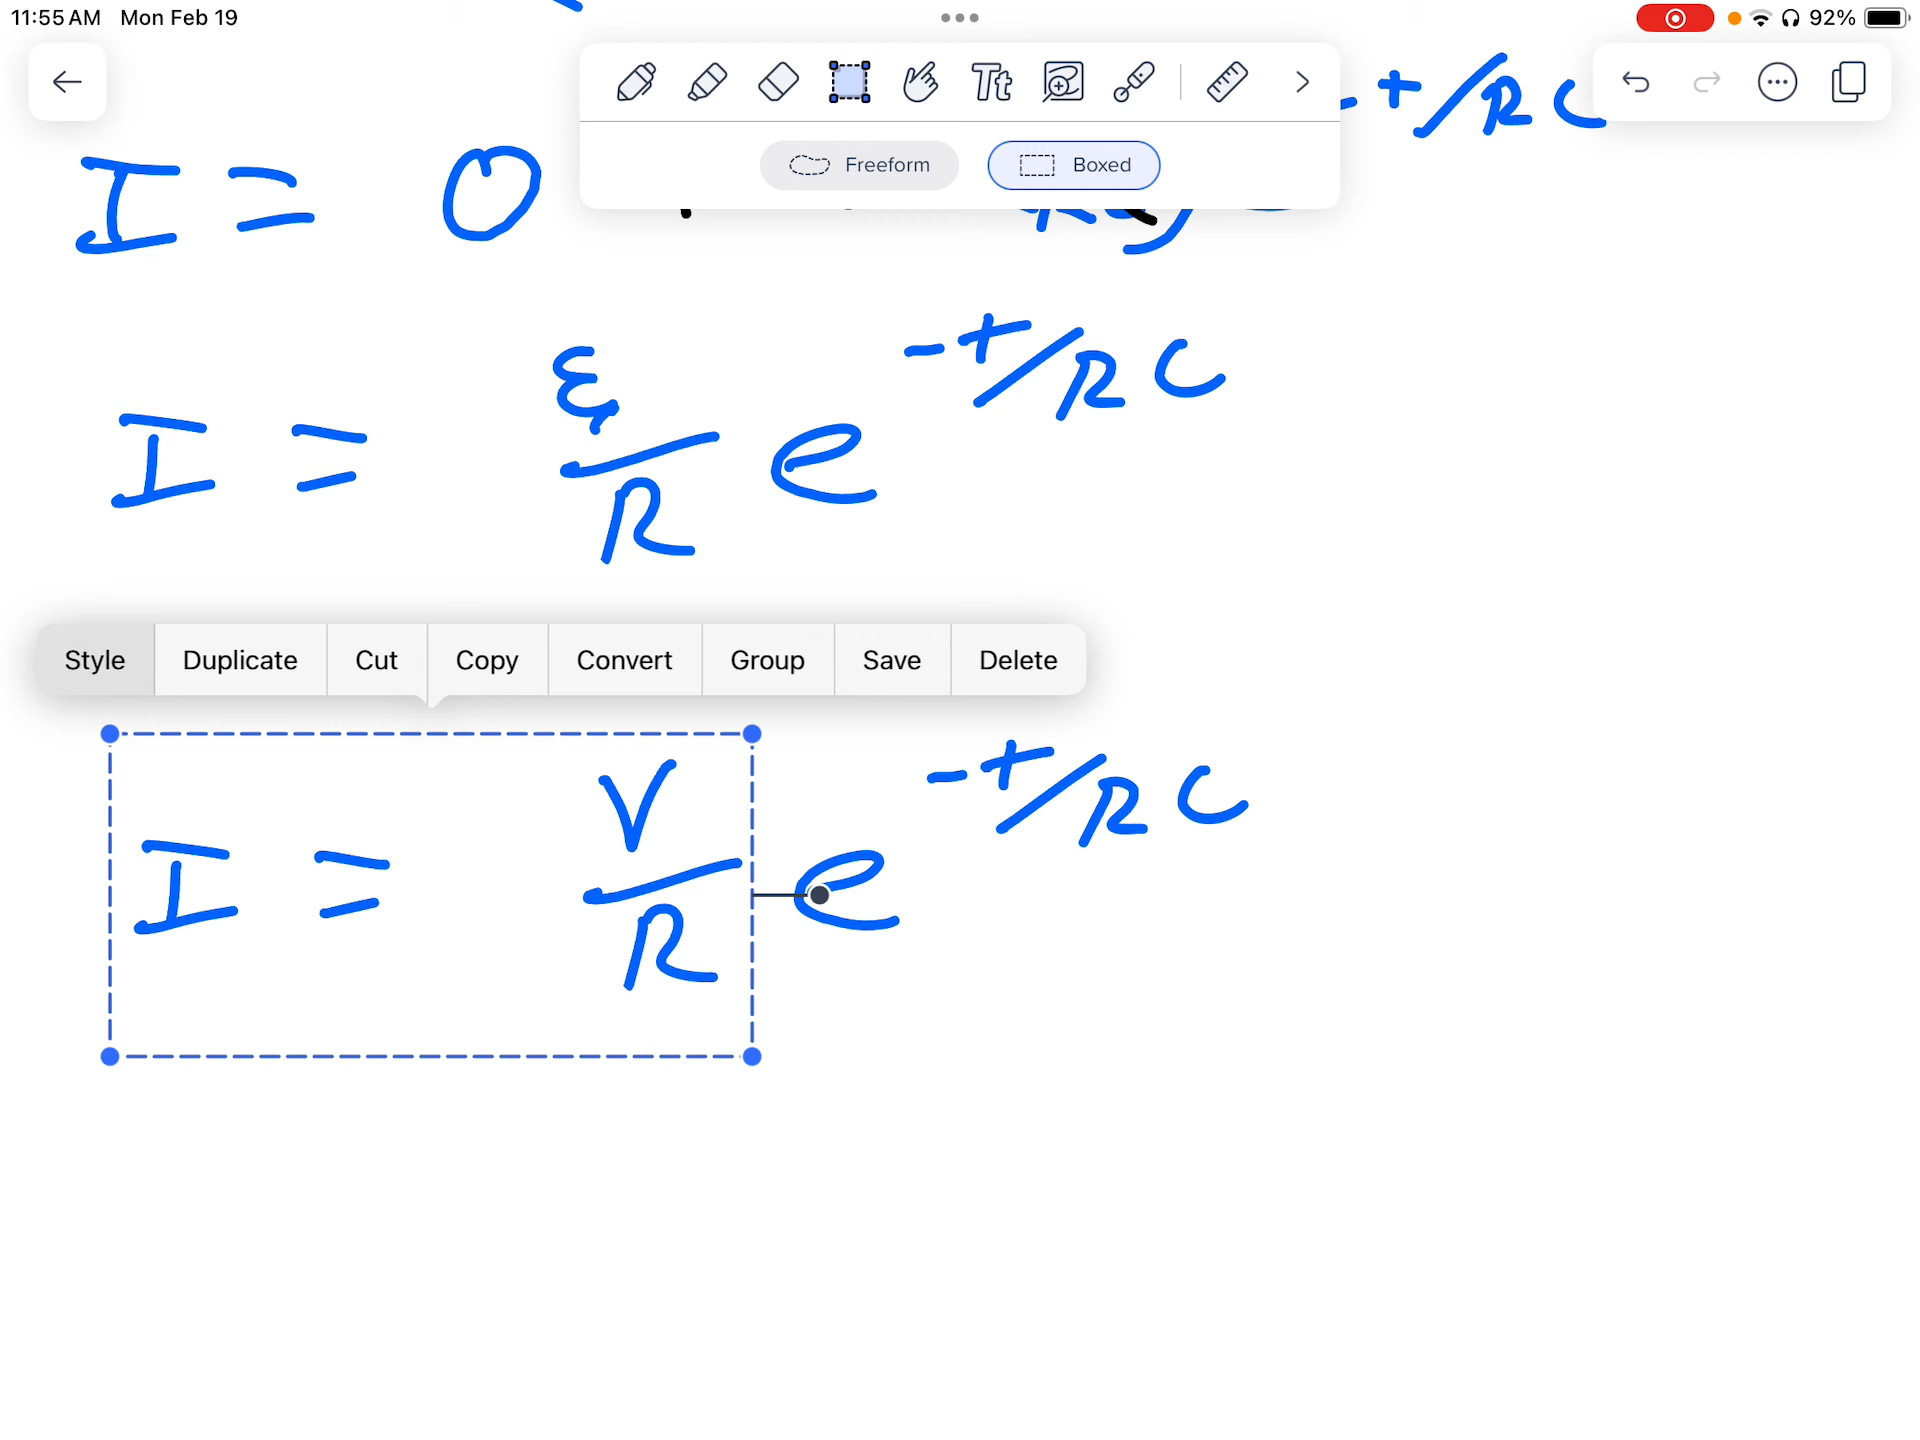 11:55 AM Mon Feb 19
92%
Tt
Freeform Boxed
-t/RC
I = 0
I = ε/R e^-t/RC
Style Duplicate Cut Copy Convert Group Save Delete
I = V/R e^-t/RC